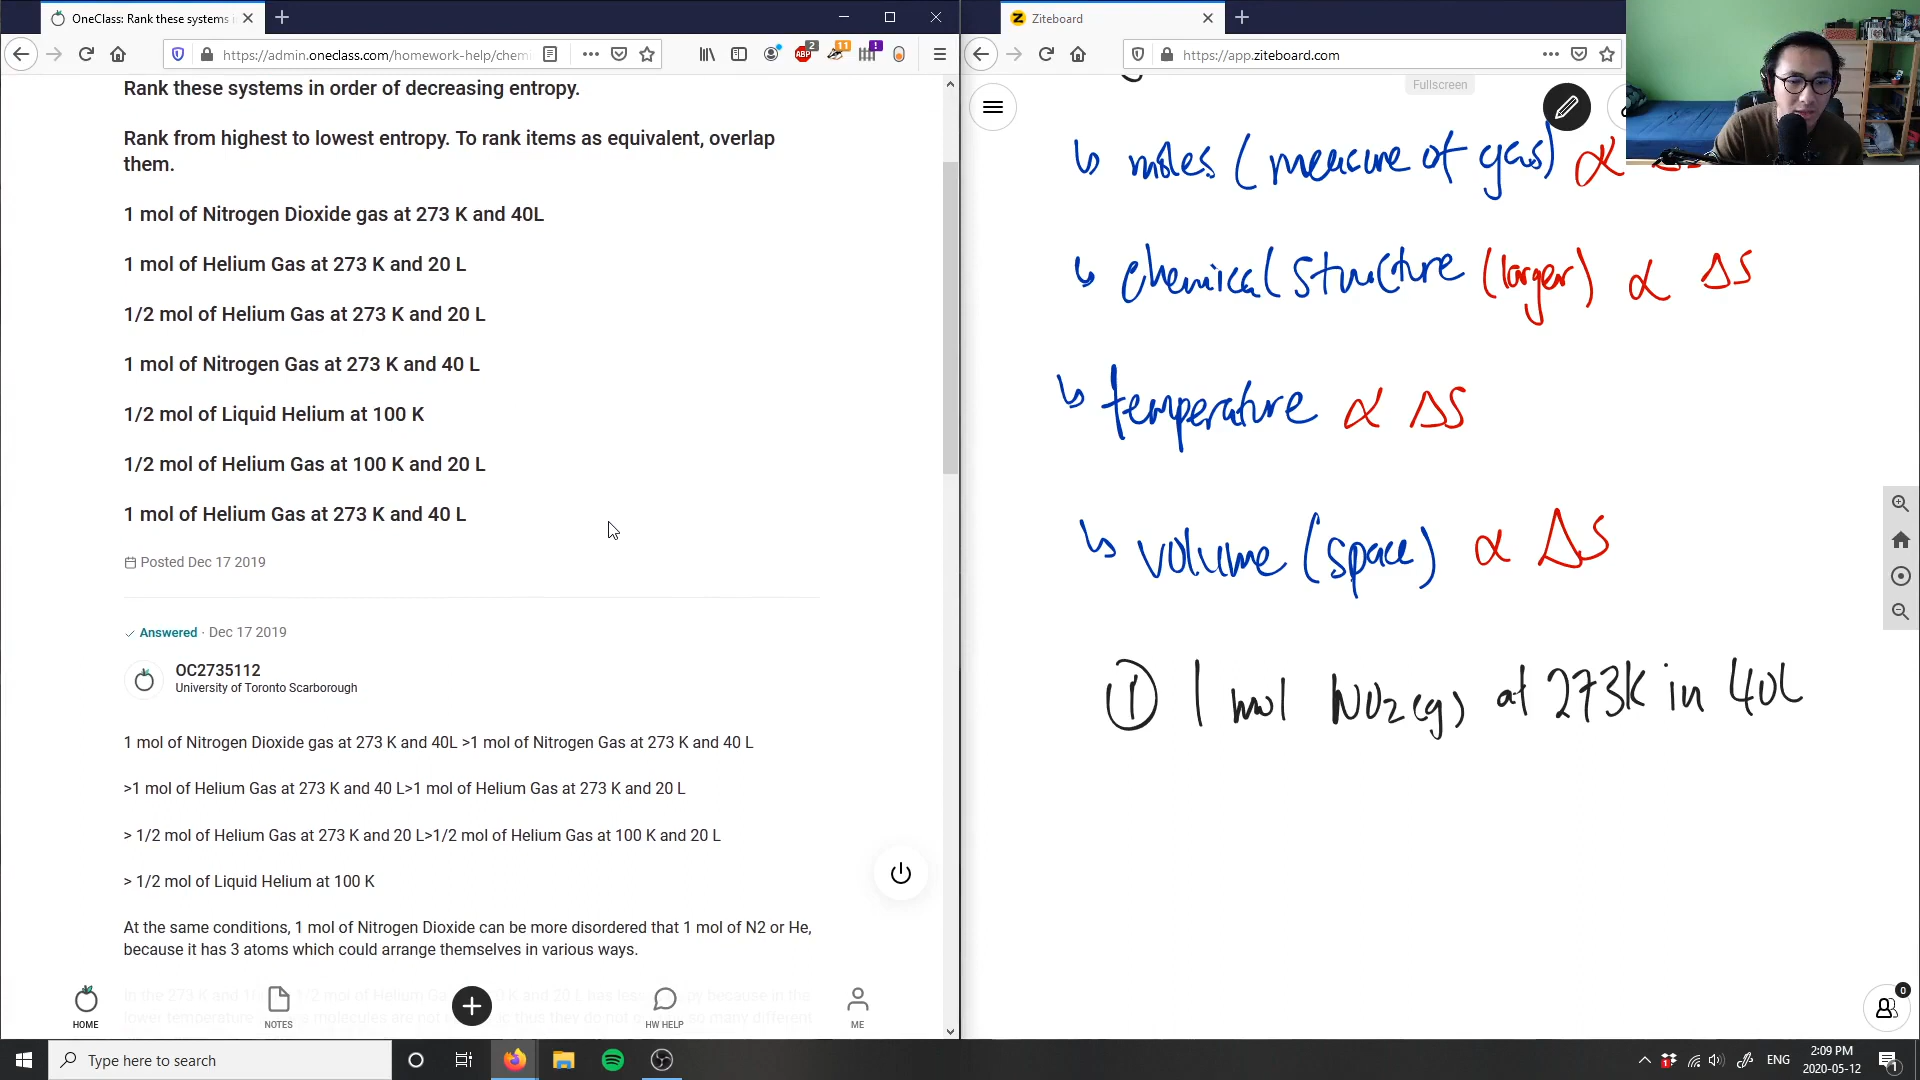 OneClass: Rank these systems i
https://admin.oneclass.com/homework-help/chemi
2
11
!
Rank these systems in order of decreasing entropy.
Rank from highest to lowest entropy. To rank items as equivalent, overlap
them.
1 mol of Nitrogen Dioxide gas at 273 K and 40L
1 mol of Helium Gas at 273 K and 20 L
1/2 mol of Helium Gas at 273 K and 20 L
1 mol of Nitrogen Gas at 273 K and 40 L
1/2 mol of Liquid Helium at 100 K
1/2 mol of Helium Gas at 100 K and 20 L
1 mol of Helium Gas at 273 K and 40 L
Posted Dec 17 2019
Answered · Dec 17 2019
OC2735112
University of Toronto Scarborough
1 mol of Nitrogen Dioxide gas at 273 K and 40L >1 mol of Nitrogen Gas at 273 K and 40 L
>1 mol of Helium Gas at 273 K and 40 L>1 mol of Helium Gas at 273 K and 20 L
> 1/2 mol of Helium Gas at 273 K and 20 L>1/2 mol of Helium Gas at 100 K and 20 L
> 1/2 mol of Liquid Helium at 100 K
At the same conditions, 1 mol of Nitrogen Dioxide can be more disordered that 1 mol of N2 or He,
because it has 3 atoms which could arrange themselves in various ways.
HOME
NOTES
HW HELP
ME
Ziteboard
https://app.ziteboard.com
Fullscreen
↳ moles (measure of gas) α
↳ chemical structure (larger) α ΔS
↳ temperature α ΔS
↳ volume (space) α ΔS
① 1 mol NO2(g) at 273K in 40L
0
Type here to search
ENG
2:09 PM
2020-05-12
1